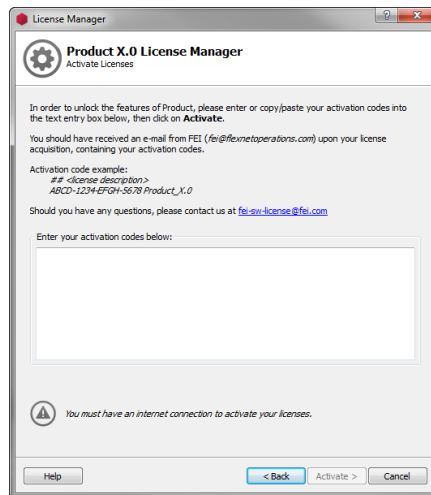 License Manager
Product X.0 License Manager
Activate Licenses
In order to unlock the features of Product, please enter or copy/paste your activation codes into
the text entry box below, then click on Activate.
You should have received an e-mail from FEI (fei@flexnetoperations.com) upon your license
acquisition, containing your activation codes.
Activation code example:
## <license description>
ABCD-1234-EFGH-5678 Product_X.0
Should you have any questions, please contact us at fei-sw-license@fei.com
Enter your activation codes below:
You must have an internet connection to activate your licenses.
Help
< Back
Activate >
Cancel